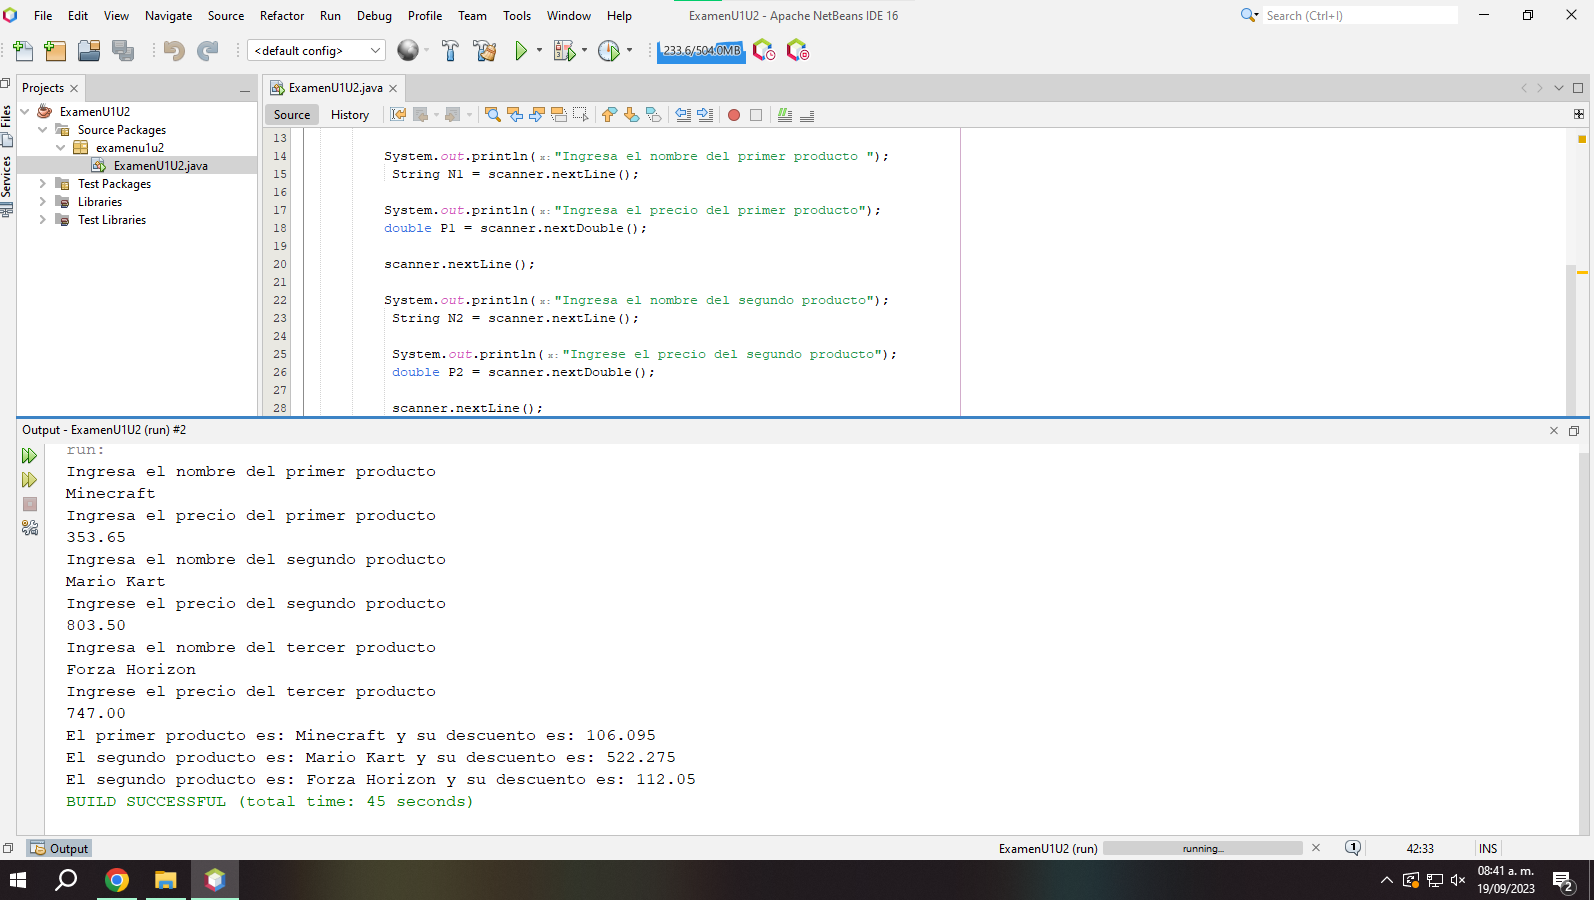 File Edit View Navigate Source Refactor Run Debug Profile Team Tools Window Help ExamenU1U2 - Apache NetBeans IDE 16 Search (Ctrl+I)
<default config> 233.6/504.0MB
Projects
ExamenU1U2.java
Files
Services
ExamenU1U2
Source Packages
examenu1u2
ExamenU1U2.java
Test Packages
Libraries
Test Libraries
Source History
13
14 System.out.println(x: "Ingresa el nombre del primer producto ");
15 String N1 = scanner.nextLine();
16
17 System.out.println(x: "Ingresa el precio del primer producto");
18 double P1 = scanner.nextDouble();
19
20 scanner.nextLine();
21
22 System.out.println(x: "Ingresa el nombre del segundo producto");
23 String N2 = scanner.nextLine();
24
25 System.out.println(x: "Ingrese el precio del segundo producto");
26 double P2 = scanner.nextDouble();
27
28 scanner.nextLine();
Output - ExamenU1U2 (run) #2
run:
Ingresa el nombre del primer producto
Minecraft
Ingresa el precio del primer producto
353.65
Ingresa el nombre del segundo producto
Mario Kart
Ingrese el precio del segundo producto
803.50
Ingresa el nombre del tercer producto
Forza Horizon
Ingrese el precio del tercer producto
747.00
El primer producto es: Minecraft y su descuento es: 106.095
El segundo producto es: Mario Kart y su descuento es: 522.275
El segundo producto es: Forza Horizon y su descuento es: 112.05
BUILD SUCCESSFUL (total time: 45 seconds)
Output
ExamenU1U2 (run) running... 1 42:33 INS
08:41 a. m.
19/09/2023
2